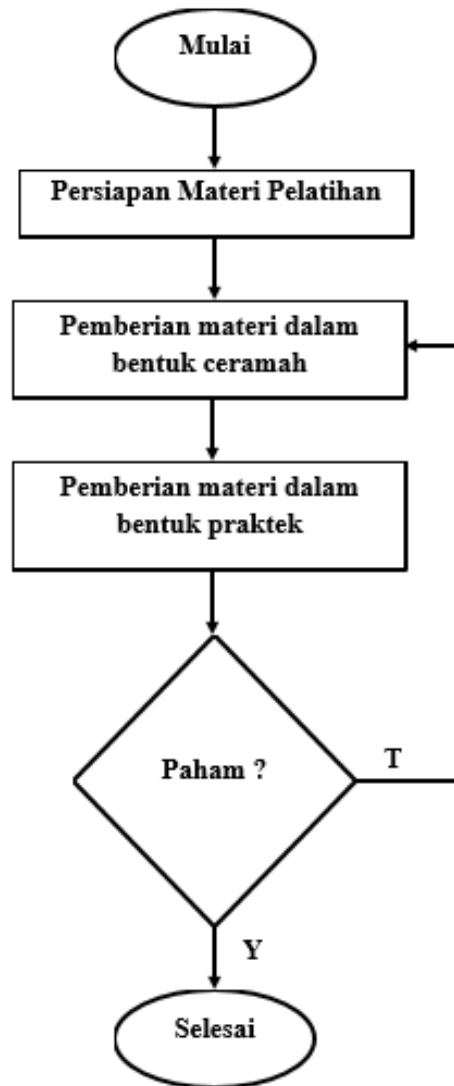 Mulai
Persiapan Materi Pelatihan
Pemberian materi dalam
bentuk ceramah
Pemberian materi dalam
bentuk praktek
Paham ?
T
Y
Selesai